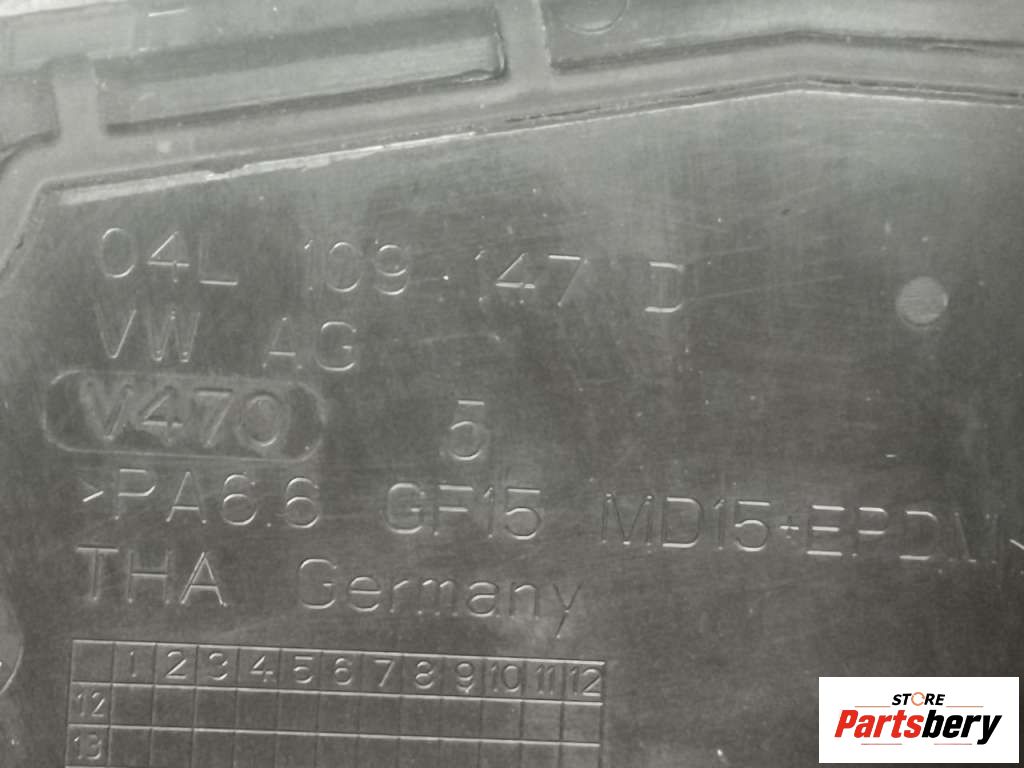 04L 109 147 D
VW AG
V470 5
>PA6.6 GF15 MD15+EPDM>
THA Germany
1 2 3 4 5 6 7 8 9 10 11 12
12
13
STORE
Partsbery